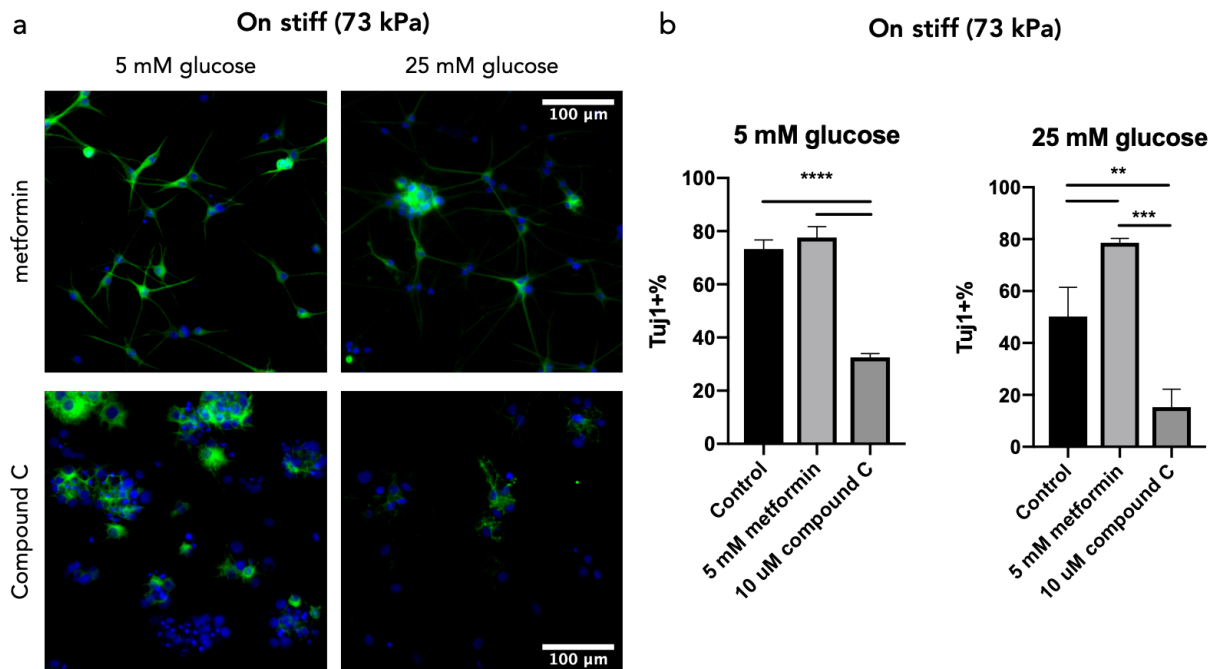 a
On stiff (73 kPa)
5 mM glucose
25 mM glucose
metformin
100 µm
Compound C
100 µm
b
On stiff (73 kPa)
5 mM glucose
****
Tuj1+%
100
80
60
40
20
0
Control
5 mM metformin
10 uM compound C
25 mM glucose
**
***
Tuj1+%
100
80
60
40
20
0
Control
5 mM metformin
10 uM compound C